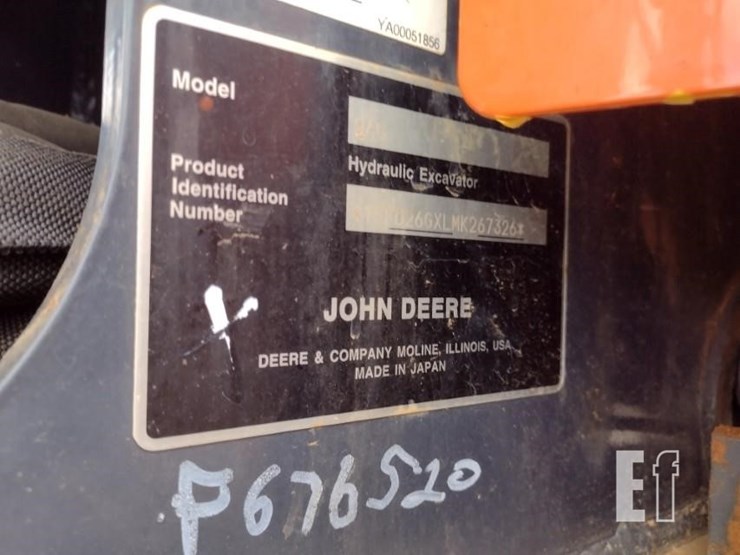 YA00051856
Model
Hydraulic Excavator
Product
Identification
Number
JOHN DEERE
DEERE & COMPANY MOLINE, ILLINOIS, USA
MADE IN JAPAN
P676520
Ef